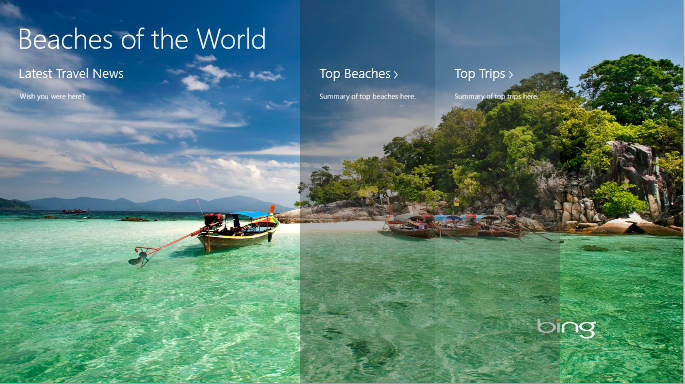 Beaches of the World
Latest Travel News
Wish you were here?
Top Beaches ›
Summary of top beaches here.
Top Trips ›
Summary of top trips here.
bing